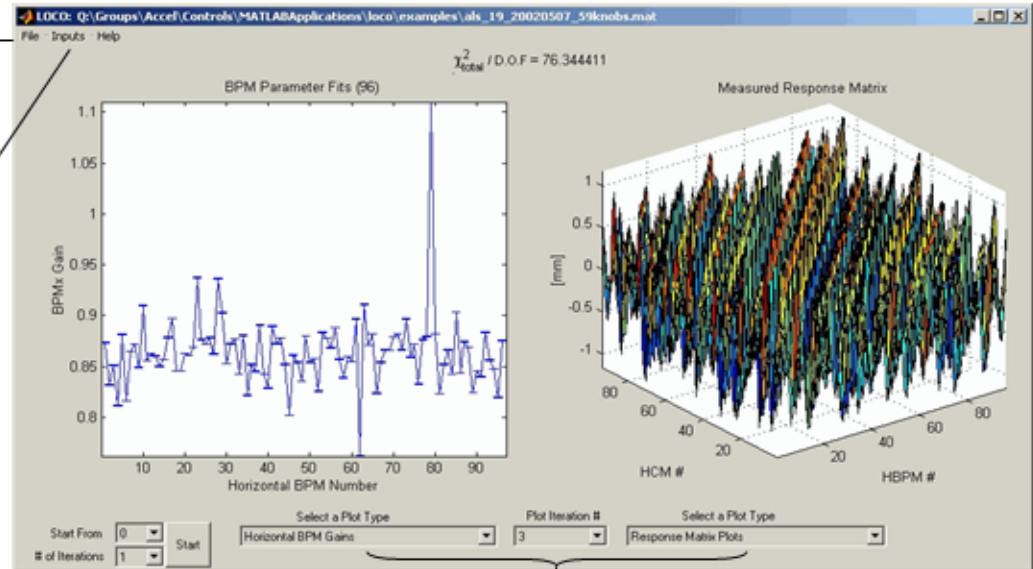 LOCO: Q:\Groups\Accel\Controls\MATLABApplications\loco\examples\als_19_20020507_59knobs.mat
File Inputs Help
χ²total / D.O.F = 76.344411
BPM Parameter Fits (96)
1.1
1.05
1
0.95
0.9
0.85
0.8
BPMx Gain
10 20 30 40 50 60 70 80 90
Horizontal BPM Number
Measured Response Matrix
1
0.5
0
-0.5
-1
[mm]
80 60 40 20
HCM #
20 40 60 80
HBPM #
Start From 0
# of Iterations 1
Start
Select a Plot Type
Horizontal BPM Gains
Plot Iteration #
3
Select a Plot Type
Response Matrix Plots